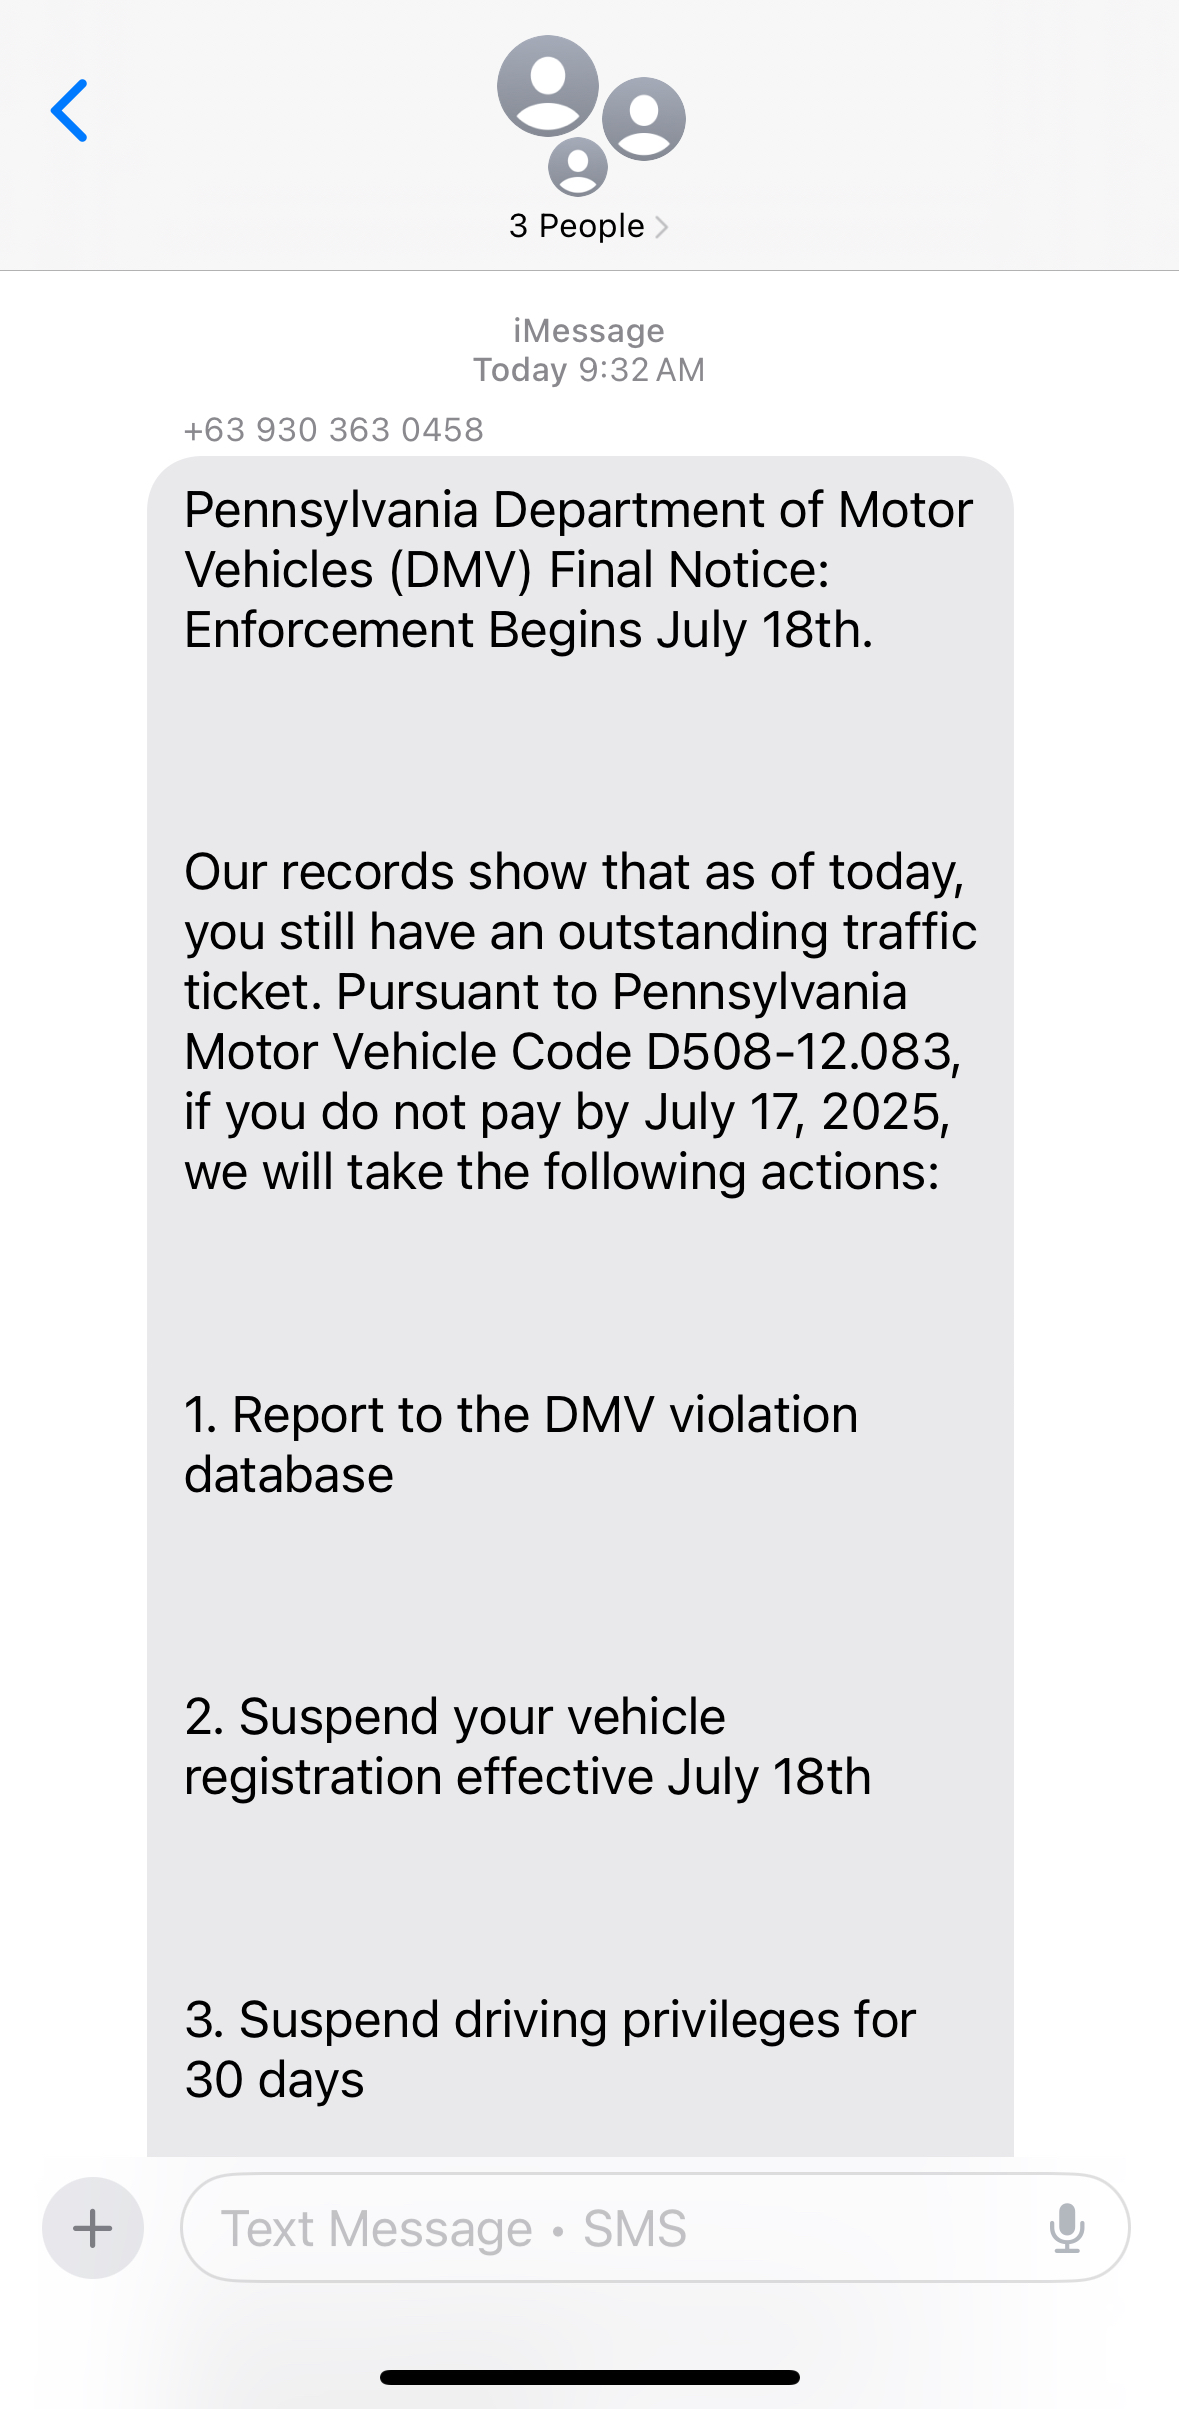 3 People
iMessage
Today 9:32 AM
+63 930 363 0458
Pennsylvania Department of Motor
Vehicles (DMV) Final Notice:
Enforcement Begins July 18th.
Our records show that as of today,
you still have an outstanding traffic
ticket. Pursuant to Pennsylvania
Motor Vehicle Code D508-12.083,
if you do not pay by July 17, 2025,
we will take the following actions:
1. Report to the DMV violation
database
2. Suspend your vehicle
registration effective July 18th
3. Suspend driving privileges for
30 days
Text Message • SMS